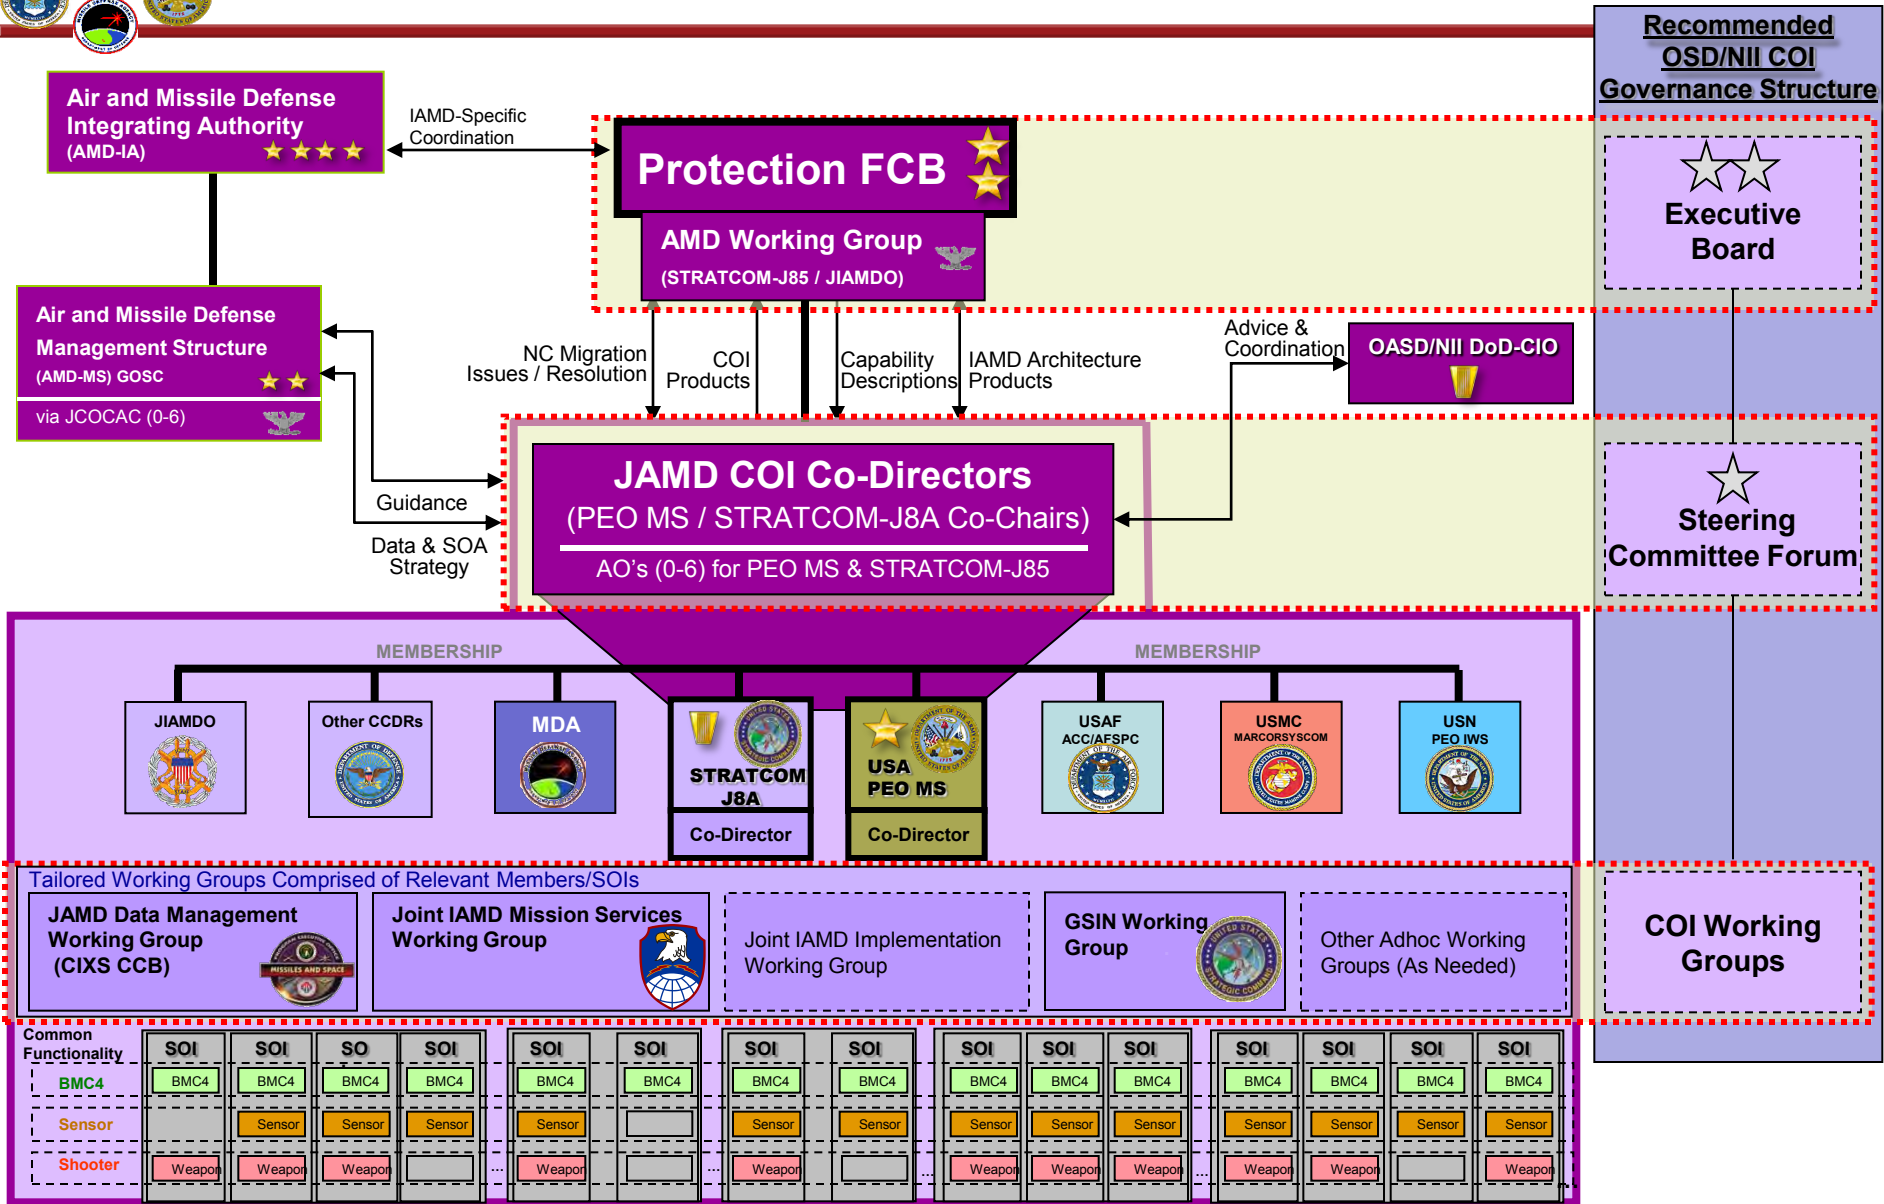 Recommended
OSD/NII COI
Governance Structure
Air and Missile Defense
Integrating Authority
(AMD-IA)
IAMD-Specific
Coordination
Protection FCB
AMD Working Group
(STRATCOM-J85 / JIAMDO)
Executive
Board
Air and Missile Defense
Management Structure
(AMD-MS) GOSC
via JCOCAC (0-6)
NC Migration
Issues / Resolution
COI
Products
Capability
Descriptions
IAMD Architecture
Products
Advice &
Coordination
OASD/NII DoD-CIO
Guidance
Data & SOA
Strategy
JAMD COI Co-Directors
(PEO MS / STRATCOM-J8A Co-Chairs)
AO's (0-6) for PEO MS & STRATCOM-J85
Steering
Committee Forum
MEMBERSHIP
MEMBERSHIP
JIAMDO
Other CCDRs
MDA
STRATCOM
J8A
Co-Director
USA
PEO MS
Co-Director
USAF
ACC/AFSPC
USMC
MARCORSYSCOM
USN
PEO IWS
Tailored Working Groups Comprised of Relevant Members/SOIs
JAMD Data Management
Working Group
(CIXS CCB)
MISSILES AND SPACE
Joint IAMD Mission Services
Working Group
Joint IAMD Implementation
Working Group
GSIN Working
Group
Other Adhoc Working
Groups (As Needed)
COI Working
Groups
Common
Functionality
SOI SOI SO SOI SOI SOI SOI SOI SOI SOI SOI SOI SOI SOI SOI
BMC4 BMC4 BMC4 BMC4 BMC4 BMC4 BMC4 BMC4 BMC4 BMC4 BMC4 BMC4 BMC4 BMC4 BMC4 BMC4
Sensor Sensor Sensor Sensor Sensor Sensor Sensor Sensor Sensor Sensor Sensor Sensor Sensor Sensor
Shooter Weapon Weapon Weapon ... Weapon ... Weapon ... Weapon Weapon Weapon ... Weapon Weapon Weapon ...